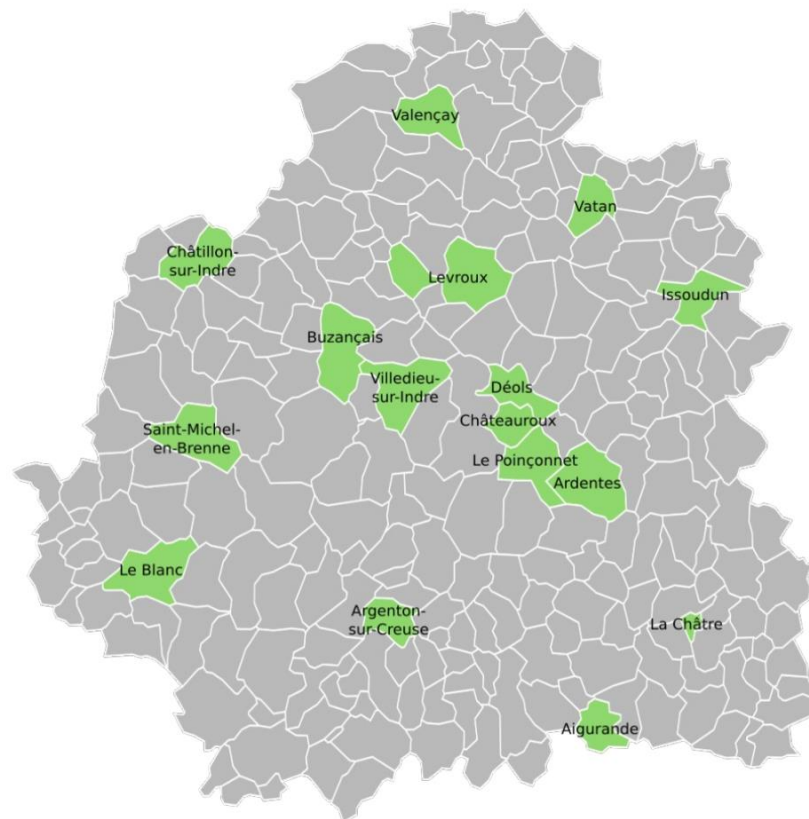 Valençay
Vatan
Châtillon-
sur-Indre
Levroux
Issoudun
Buzançais
Villedieu-
sur-Indre
Déols
Châteauroux
Saint-Michel-
en-Brenne
Le Poinçonnet
Ardentes
Le Blanc
Argenton-
sur-Creuse
La Châtre
Aigurande